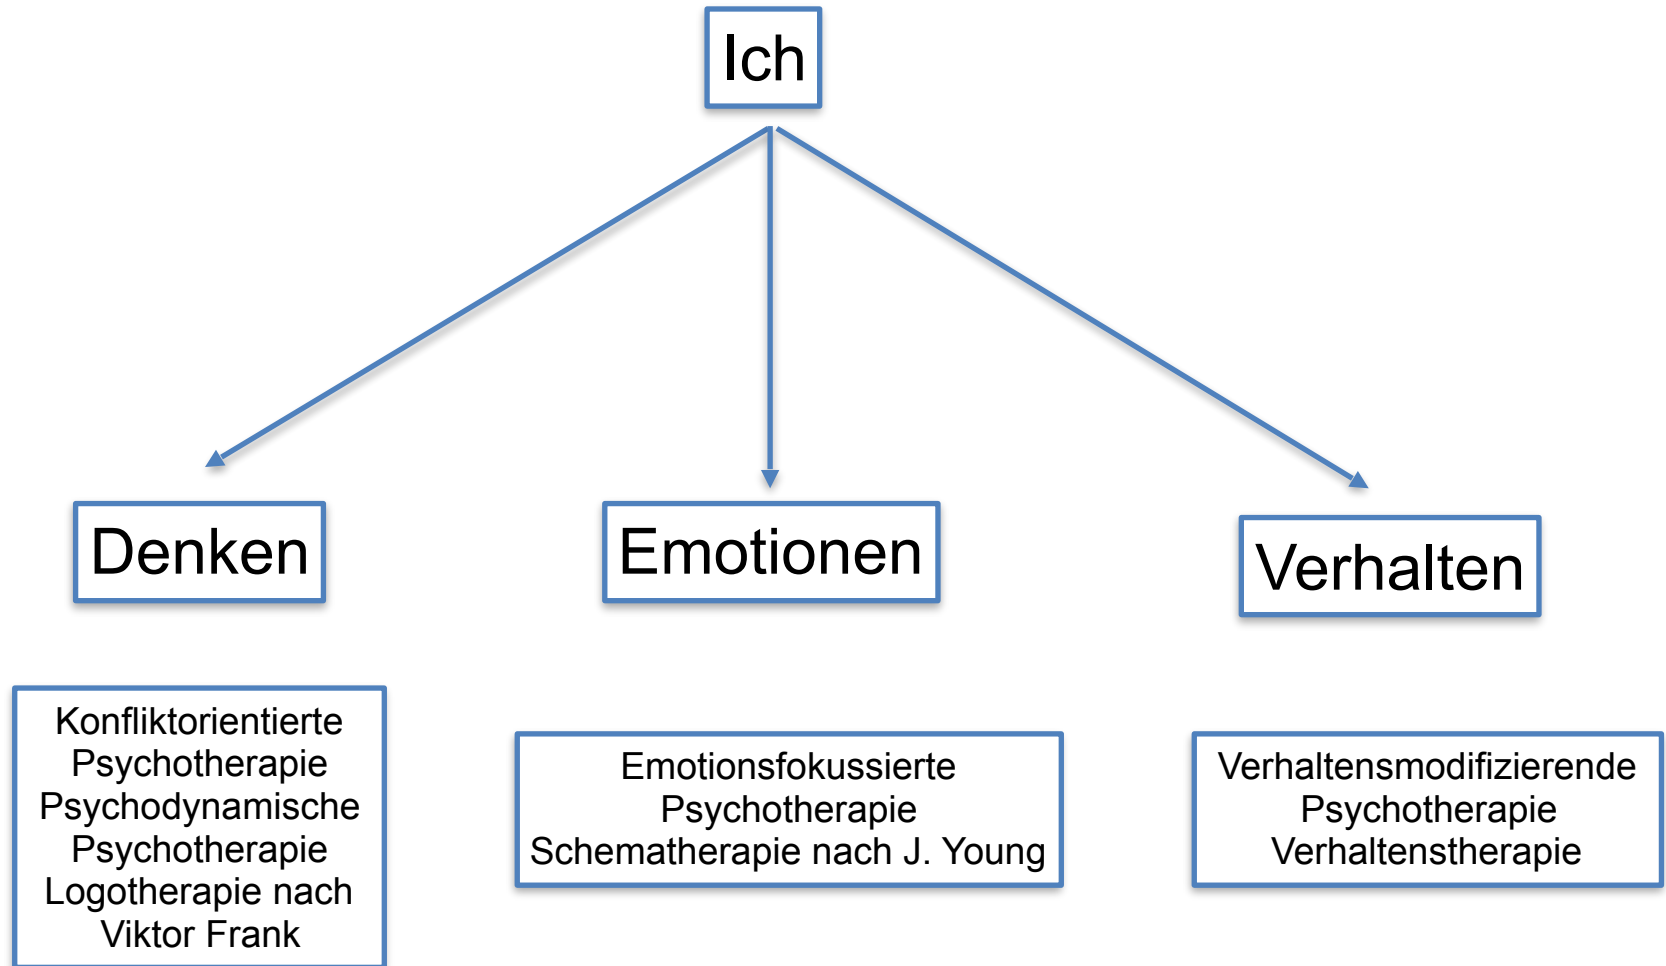 Ich
Denken
Emotionen
Verhalten
Konfliktorientierte
Psychotherapie
Psychodynamische
Psychotherapie
Logotherapie nach
Viktor Frank
Emotionsfokussierte
Psychotherapie
Schematherapie nach J. Young
Verhaltensmodifizierende
Psychotherapie
Verhaltenstherapie